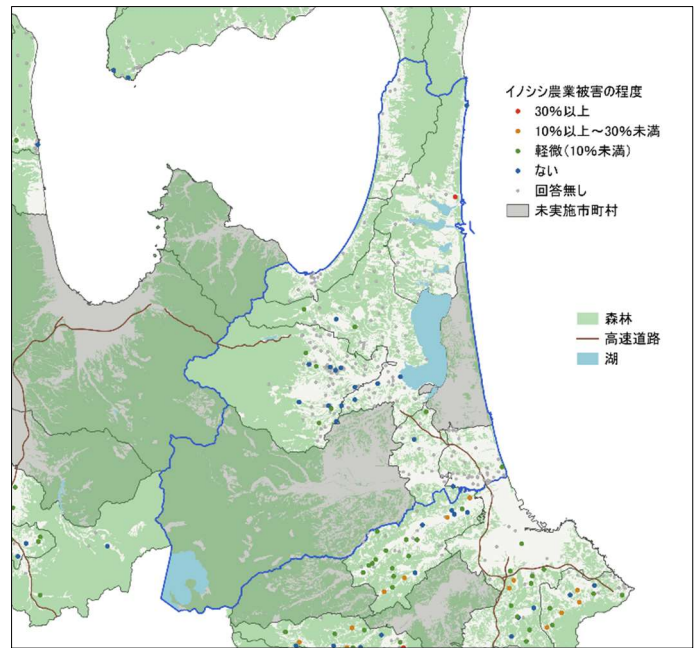 イノシシ農業被害の程度
30%以上
10%以上～30%未満
軽微(10%未満)
ない
回答無し
未実施市町村
森林
高速道路
湖